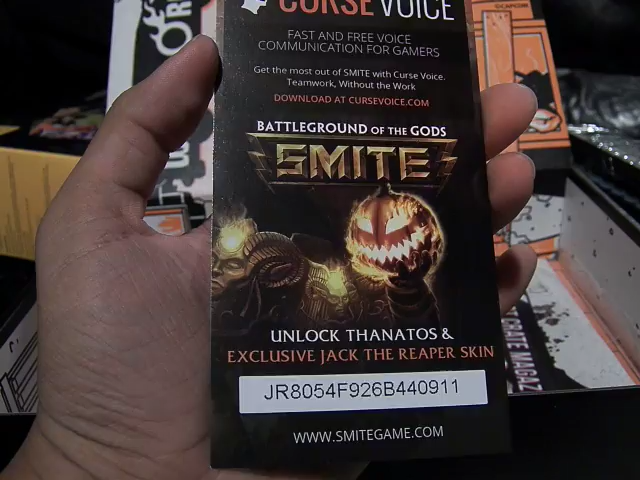 CURSE VOICE
FAST AND FREE VOICE
COMMUNICATION FOR GAMERS
Get the most out of SMITE with Curse Voice.
Teamwork, Without the Work
DOWNLOAD AT CURSEVOICE.COM
BATTLEGROUND OF THE GODS
SMITE
UNLOCK THANATOS &
EXCLUSIVE JACK THE REAPER SKIN
JR8054F926B440911
WWW.SMITEGAME.COM
©CAPCOM